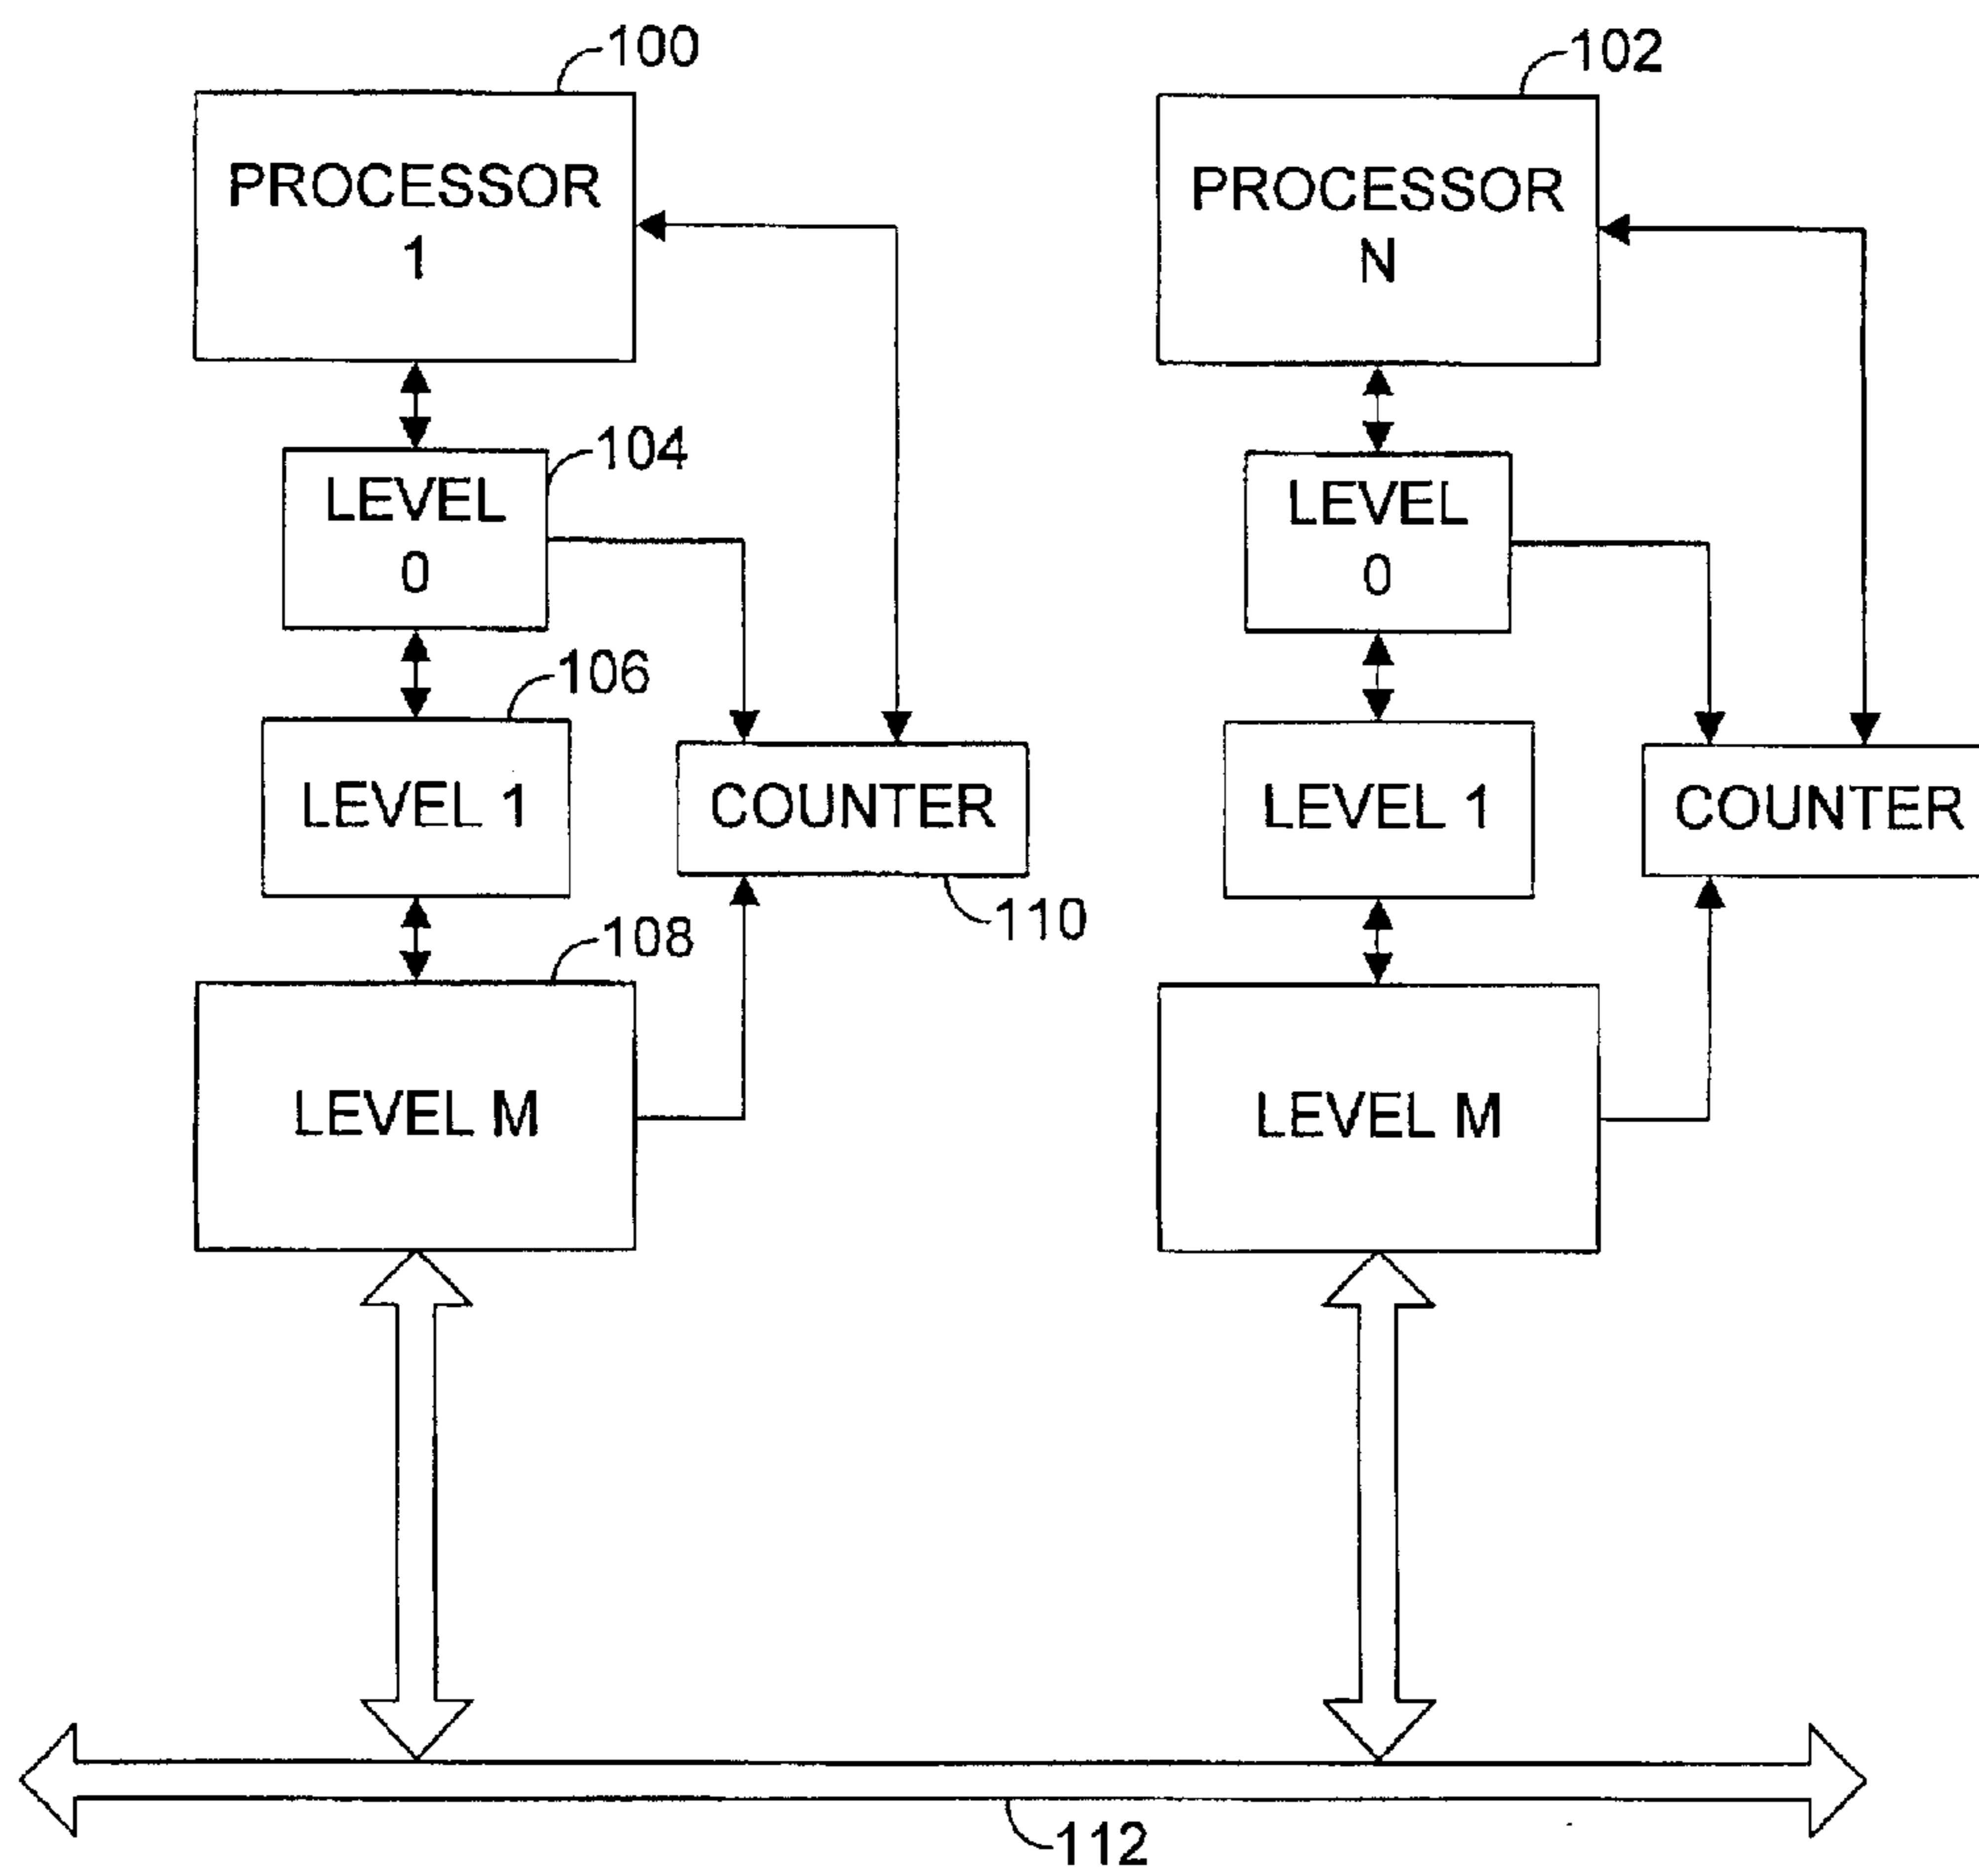 100
102
PROCESSOR
1
PROCESSOR
N
104
LEVEL
0
LEVEL
0
106
LEVEL 1
COUNTER
LEVEL 1
COUNTER
110
108
LEVEL M
LEVEL M
112